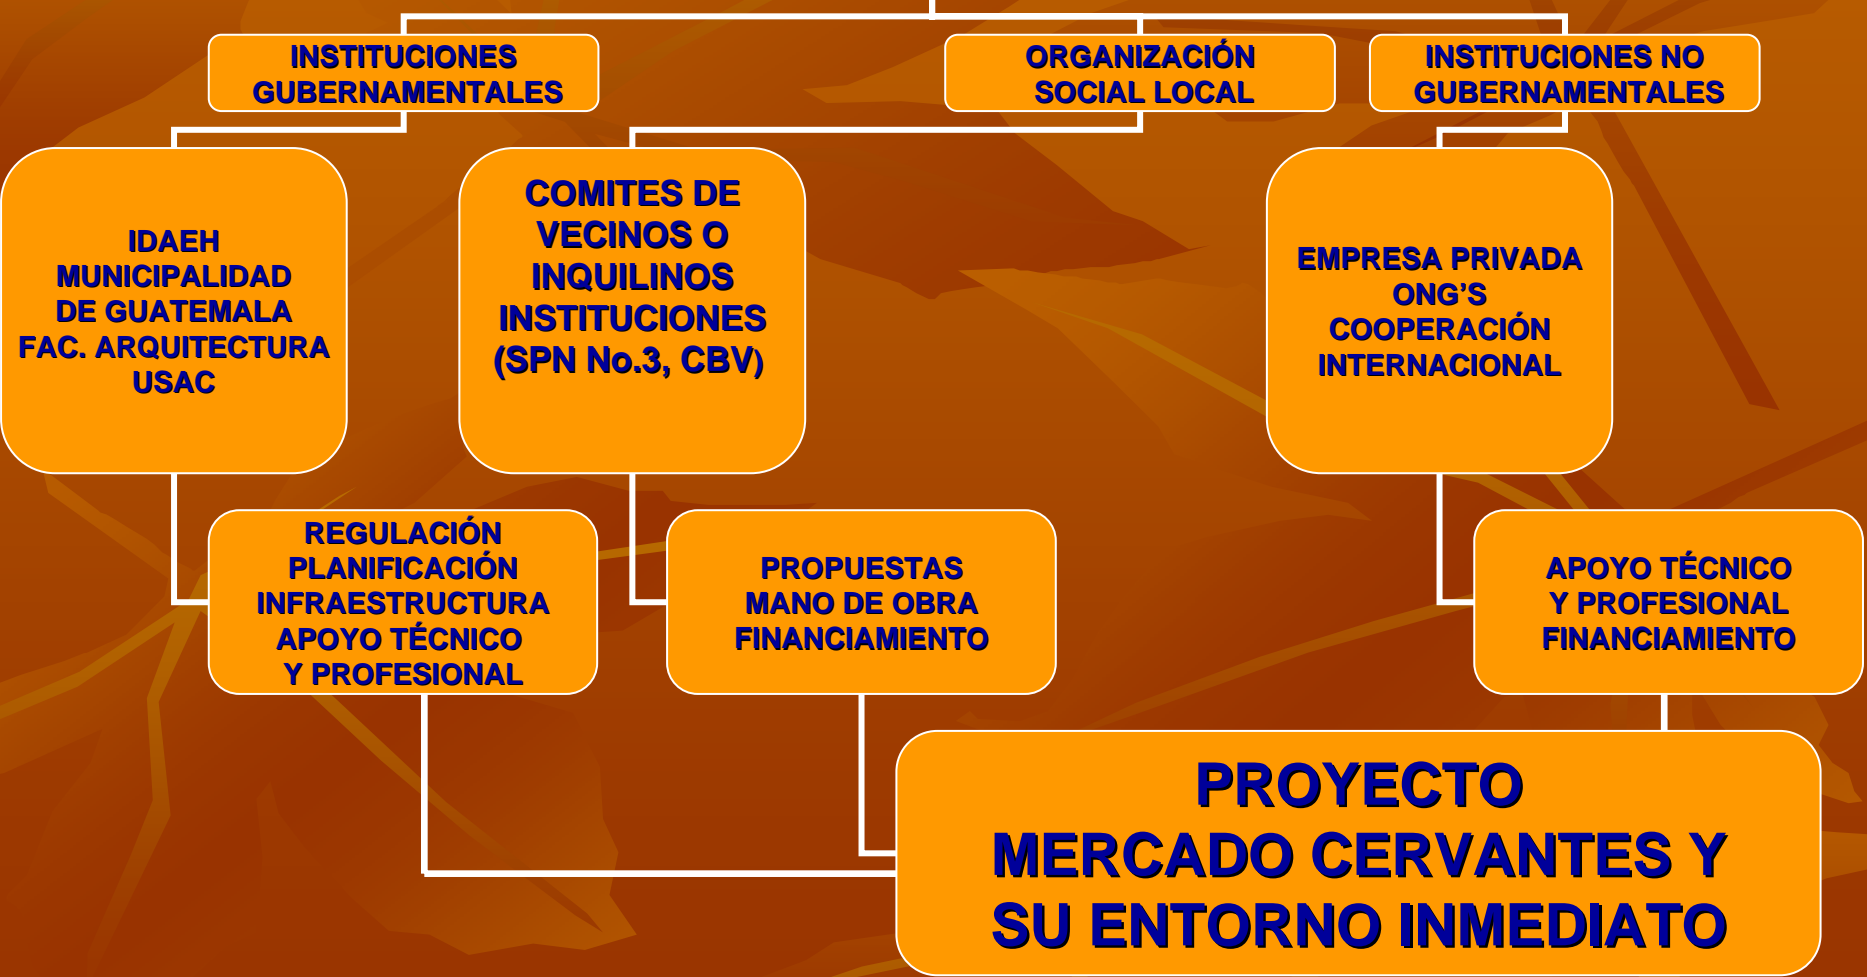 INSTITUCIONES
GUBERNAMENTALES
ORGANIZACIÓN
SOCIAL LOCAL
INSTITUCIONES NO
GUBERNAMENTALES
IDAEH
MUNICIPALIDAD
DE GUATEMALA
FAC. ARQUITECTURA
USAC
COMITES DE
VECINOS O
INQUILINOS
INSTITUCIONES
(SPN No.3, CBV)
EMPRESA PRIVADA
ONG’S
COOPERACIÓN
INTERNACIONAL
REGULACIÓN
PLANIFICACIÓN
INFRAESTRUCTURA
APOYO TÉCNICO
Y PROFESIONAL
PROPUESTAS
MANO DE OBRA
FINANCIAMIENTO
APOYO TÉCNICO
Y PROFESIONAL
FINANCIAMIENTO
PROYECTO
MERCADO CERVANTES Y
SU ENTORNO INMEDIATO